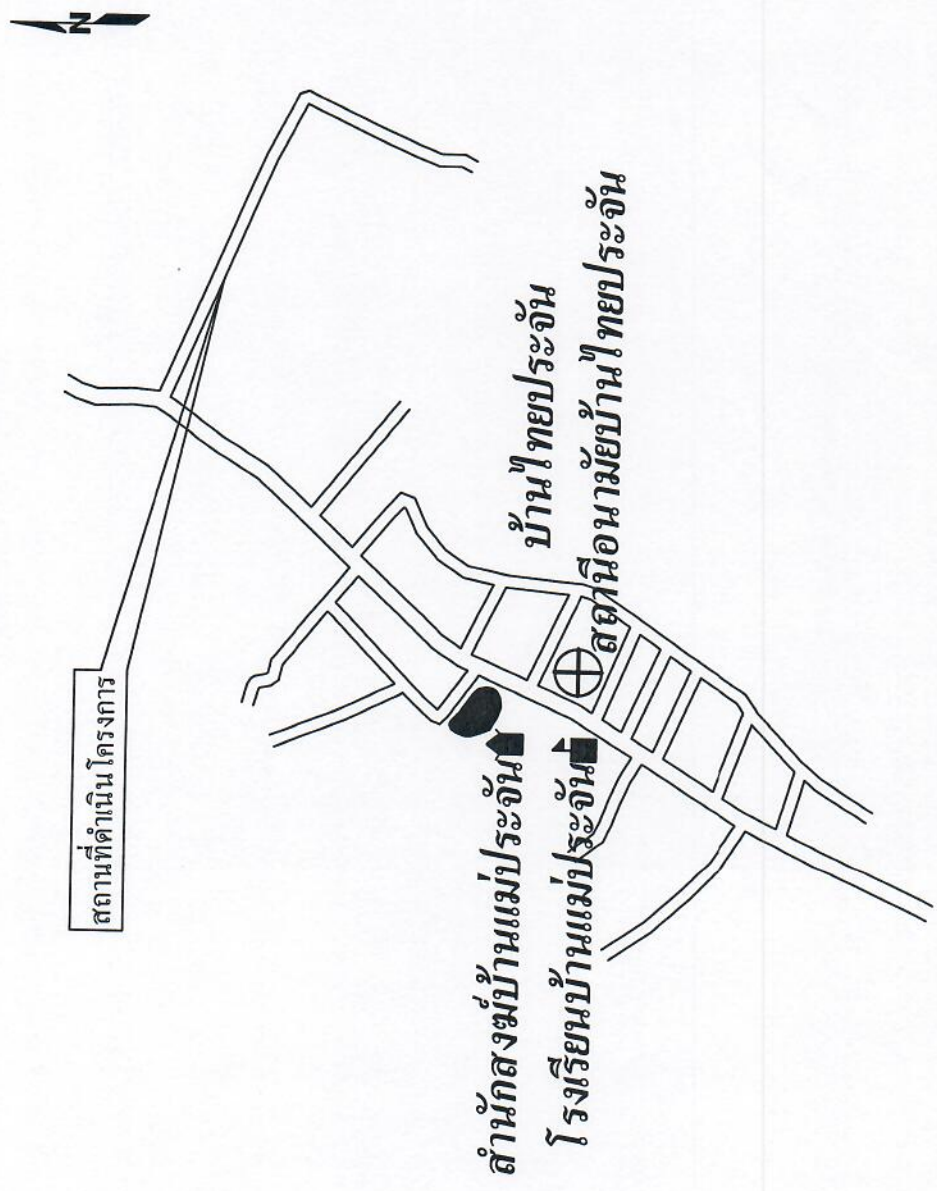 N
สถานที่ดำเนินโครงการ
บ้านไทยประจัน
สถานีอนามัยบ้านไทยประจัน
สำนักสงฆ์บ้านแม่ประจัน
โรงเรียนบ้านแม่ประจัน